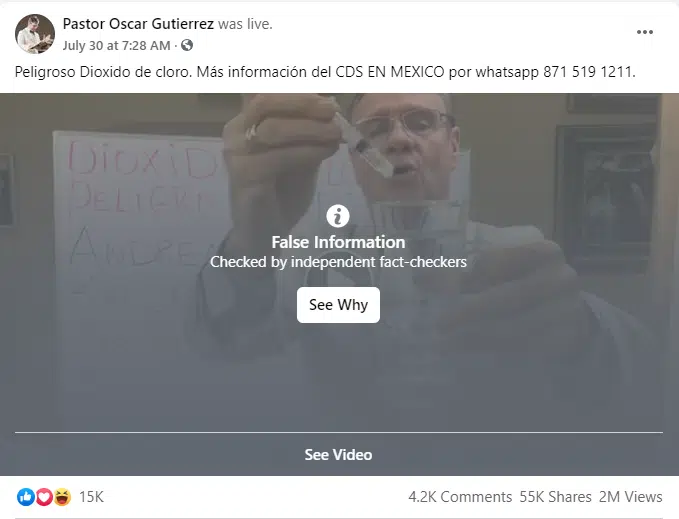 Pastor Oscar Gutierrez was live.
July 30 at 7:28 AM ·
Peligroso Dioxido de cloro. Más información del CDS EN MEXICO por whatsapp 871 519 1211.
DIOXID
PELIGR
ANDRE
False Information
Checked by independent fact-checkers
See Why
See Video
15K
4.2K Comments 55K Shares 2M Views